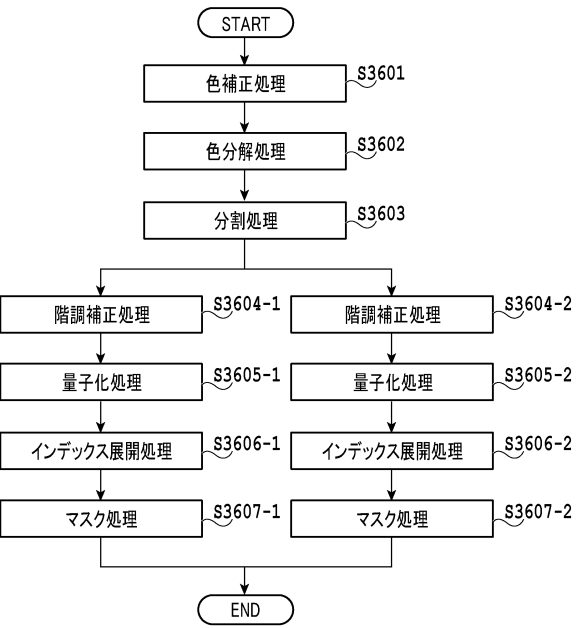 START
色補正処理 S3601
色分解処理 S3602
分割処理 S3603
階調補正処理 S3604-1 階調補正処理 S3604-2
量子化処理 S3605-1 量子化処理 S3605-2
インデックス展開処理 S3606-1 インデックス展開処理 S3606-2
マスク処理 S3607-1 マスク処理 S3607-2
END